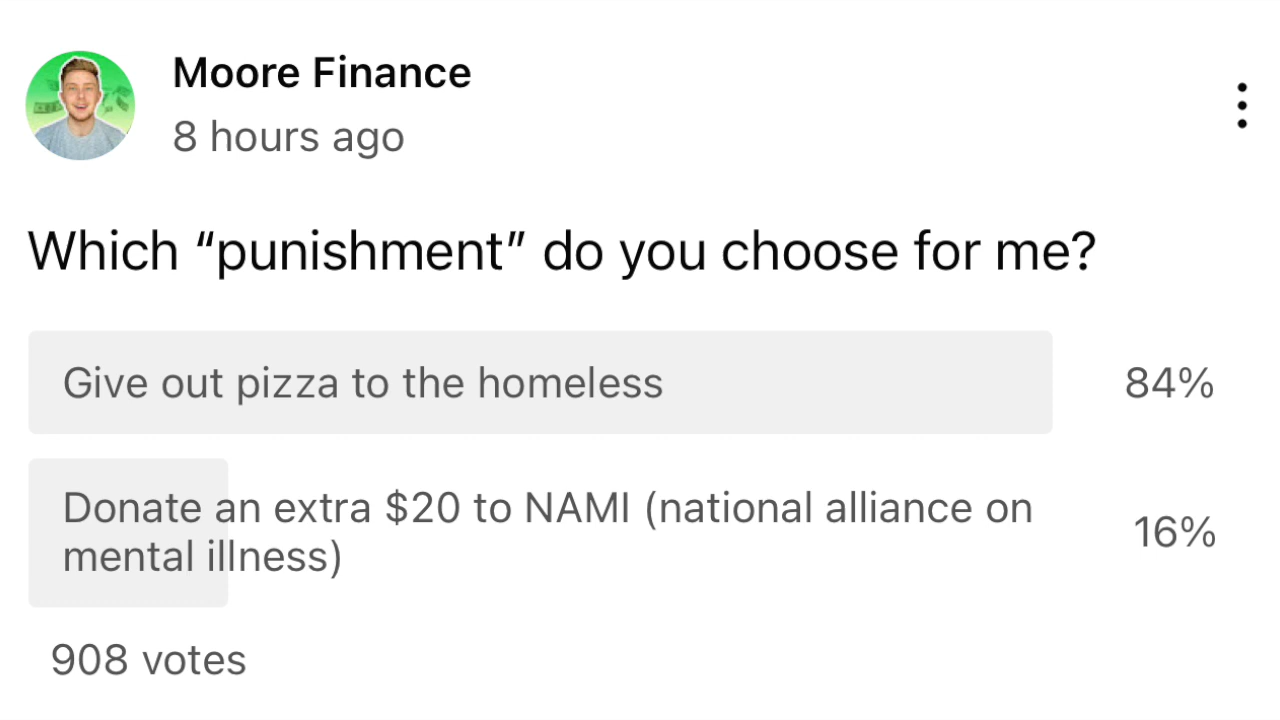 Moore Finance
8 hours ago
Which “punishment” do you choose for me?
Give out pizza to the homeless
84%
Donate an extra $20 to NAMI (national alliance on
mental illness)
16%
908 votes